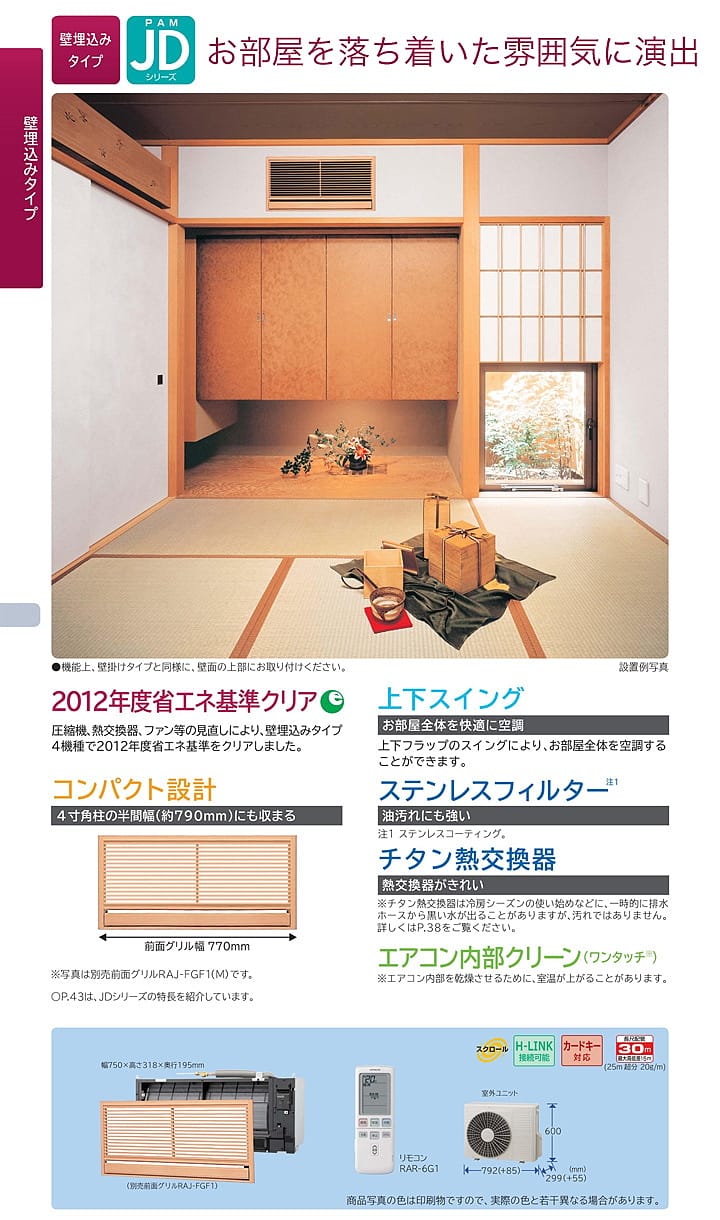 壁埋込み
タイプ
PAM
JD
シリーズ
お部屋を落ち着いた雰囲気に演出
壁埋込みタイプ
●機能上、壁掛けタイプと同様に、壁面の上部にお取り付けください。
設置例写真
2012年度省エネ基準クリア
圧縮機、熱交換器、ファン等の見直しにより、壁埋込みタイプ
4機種で2012年度省エネ基準をクリアしました。
コンパクト設計
4寸角柱の半間幅(約790mm)にも収まる
前面グリル幅 770mm
※写真は別売前面グリルRAJ-FGF1(M)です。
○P.43は、JDシリーズの特長を紹介しています。
上下スイング
お部屋全体を快適に空調
上下フラップのスイングにより、お部屋全体を空調する
ことができます。
ステンレスフィルター注1
油汚れにも強い
注1 ステンレスコーティング。
チタン熱交換器
熱交換器がきれい
※チタン熱交換器は冷房シーズンの使い始めなどに、一時的に排水
ホースから黒い水が出ることがありますが、汚れではありません。
詳しくはP.38をご覧ください。
エアコン内部クリーン(ワンタッチ※)
※エアコン内部を乾燥させるために、室温が上がることがあります。
スクロール
H-LINK
接続可能
カードキー
対応
長尺配管
30m
最大高低差15m
(25m 超分 20g/m)
幅750×高さ318×奥行195mm
(別売前面グリルRAJ-FGF1)
リモコン
RAR-6G1
室外ユニット
600
792(+85)
(mm)
299(+55)
商品写真の色は印刷物ですので、実際の色と若干異なる場合があります。